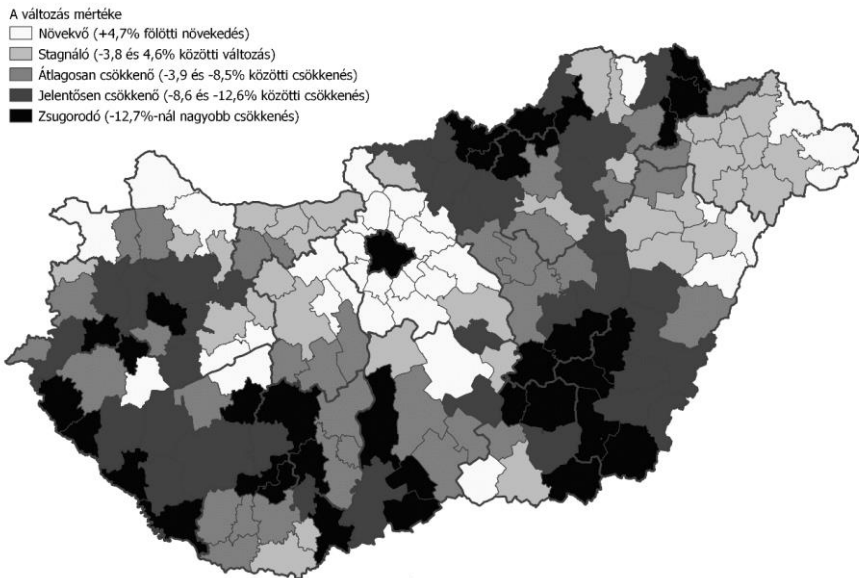 A változás mértéke
Növekvő (+4,7% fölötti növekedés)
Stagnáló (-3,8 és 4,6% közötti változás)
Átlagosan csökkenő (-3,9 és -8,5% közötti csökkenés)
Jelentősen csökkenő (-8,6 és -12,6% közötti csökkenés)
Zsugorodó (-12,7%-nál nagyobb csökkenés)